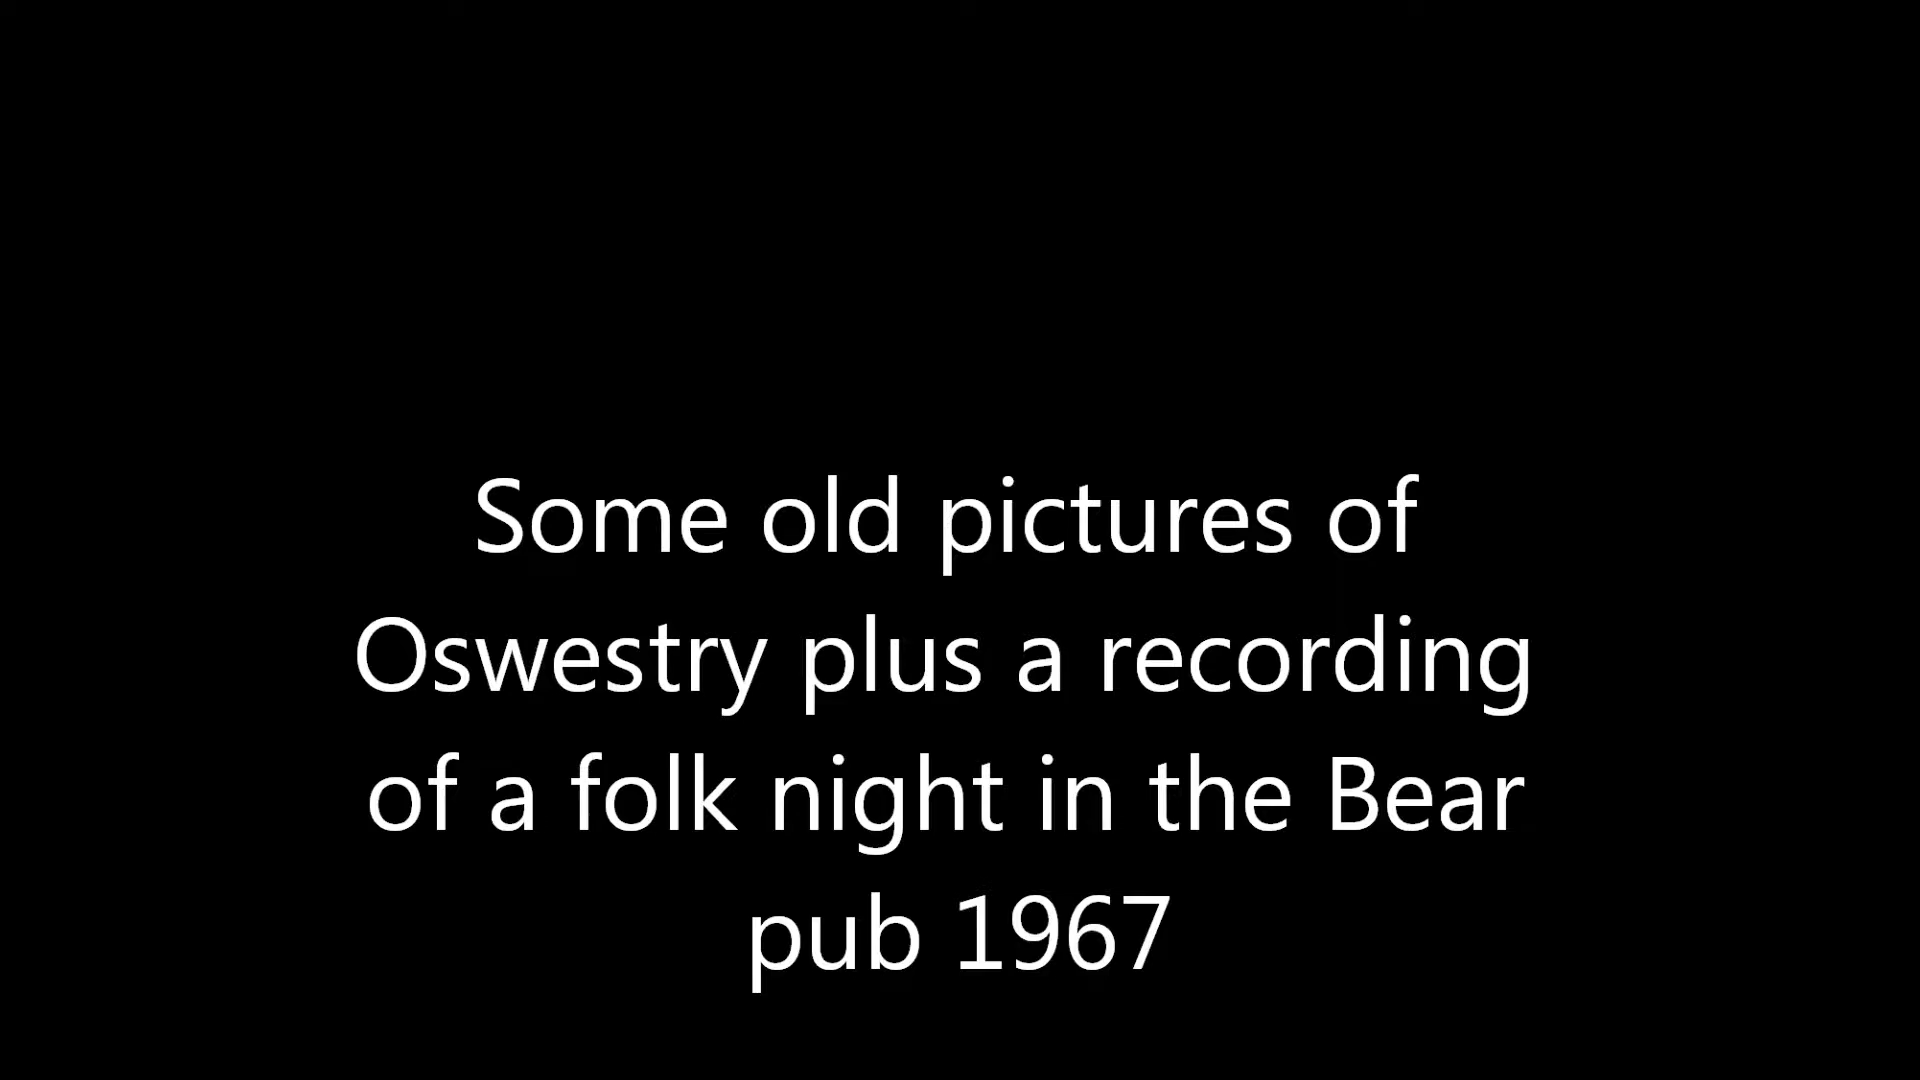 Some old pictures of
Oswestry plus a recording
of a folk night in the Bear
pub 1967